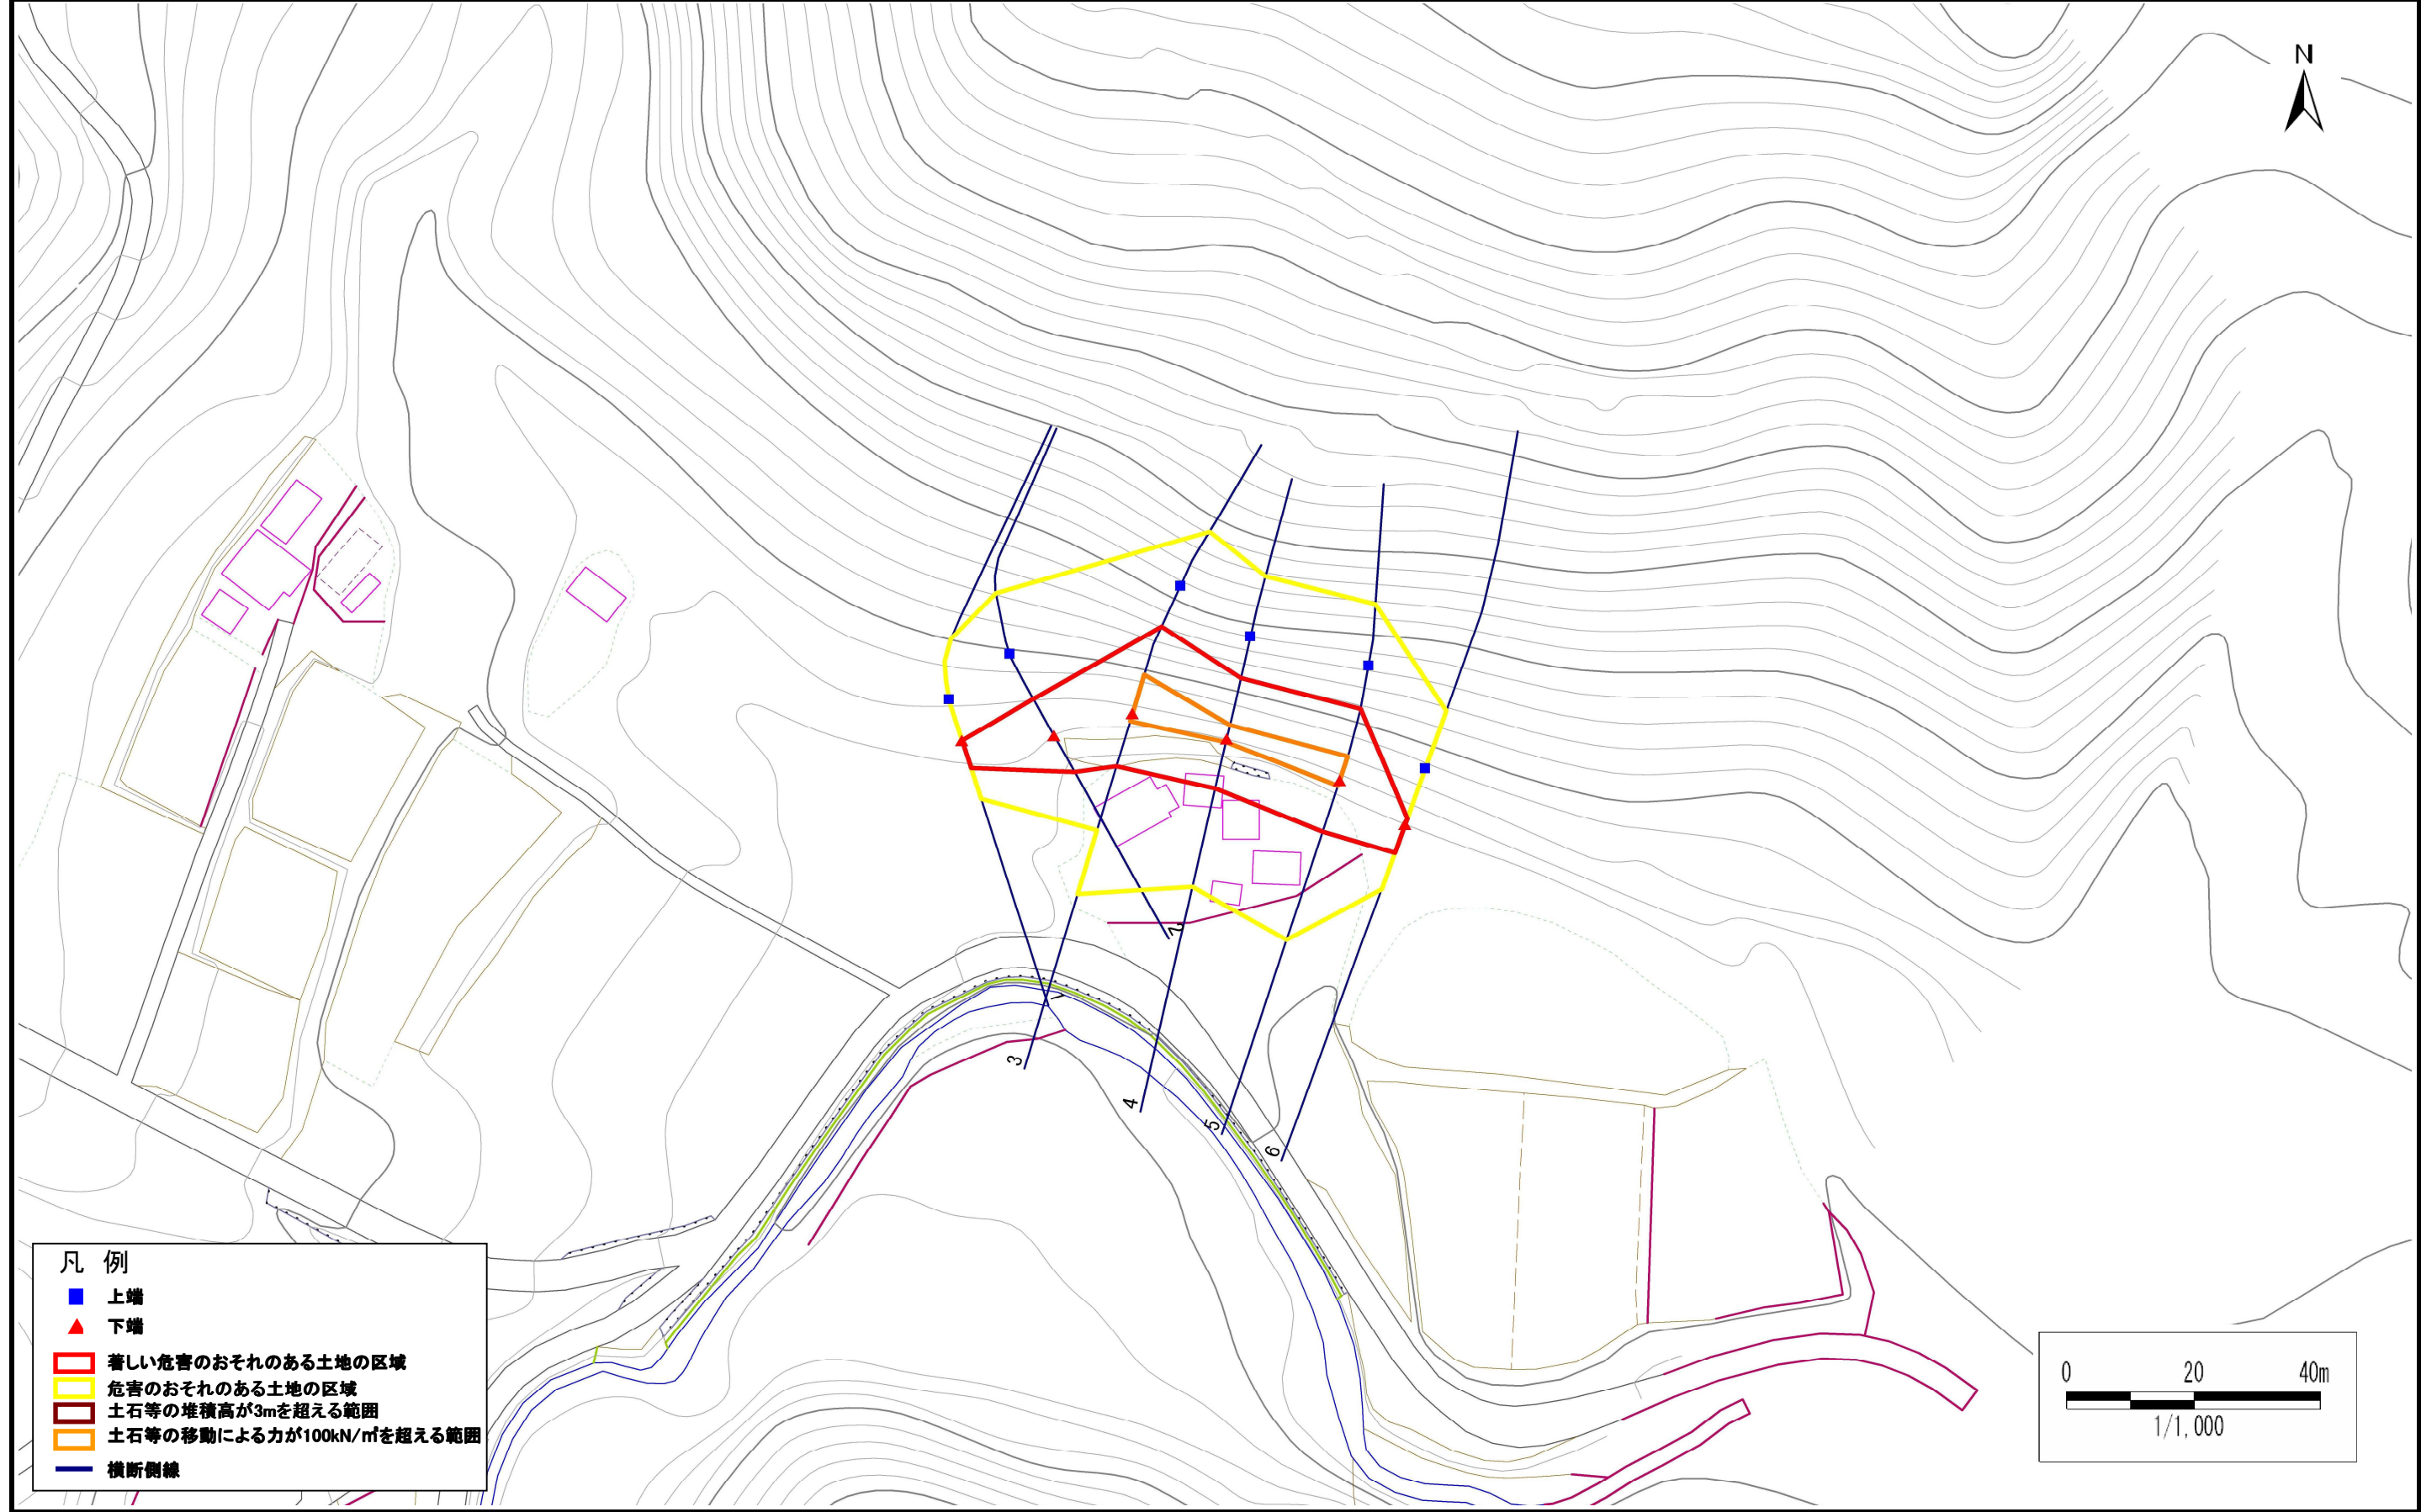 N
1
2
3
4
5
6
凡 例
上端
下端
著しい危害のおそれのある土地の区域
危害のおそれのある土地の区域
土石等の堆積高が3mを超える範囲
土石等の移動による力が100kN/㎡を超える範囲
横断側線
0 20 40m
1/1,000